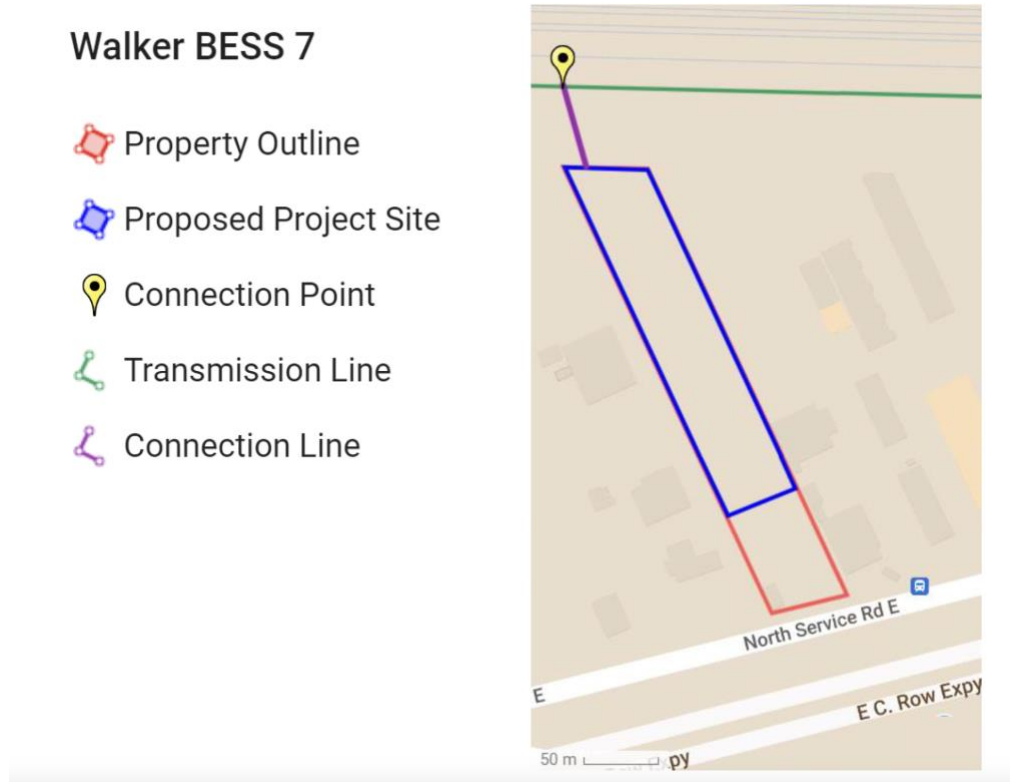 Walker BESS 7
Property Outline
Proposed Project Site
Connection Point
Transmission Line
Connection Line
North Service Rd E
E
E C. Row Expy
50 m
py